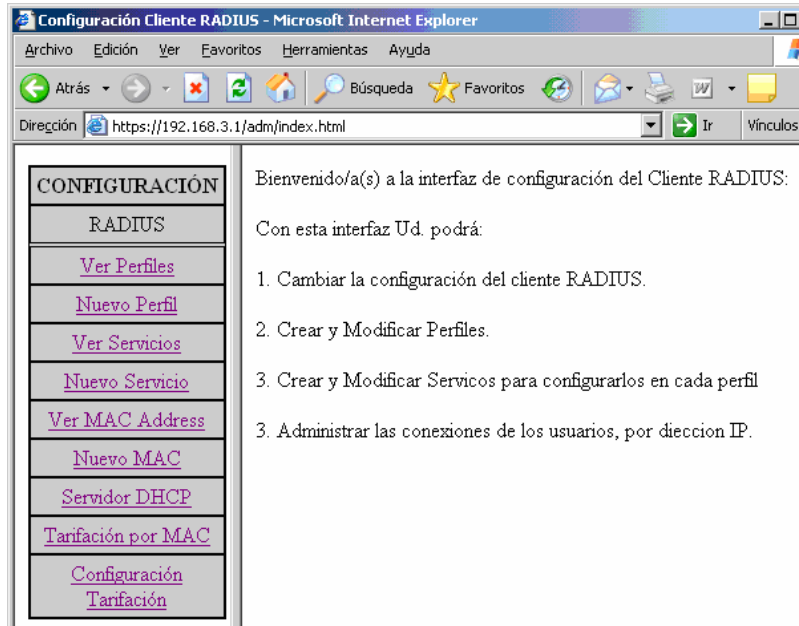 Configuración Cliente RADIUS - Microsoft Internet Explorer
Archivo Edición Ver Favoritos Herramientas Ayuda
Atrás Búsqueda Favoritos
Dirección https://192.168.3.1/adm/index.html Ir Vínculos
CONFIGURACIÓN
RADIUS
Ver Perfiles
Nuevo Perfil
Ver Servicios
Nuevo Servicio
Ver MAC Address
Nuevo MAC
Servidor DHCP
Tarifación por MAC
Configuración
Tarifación
Bienvenido/a(s) a la interfaz de configuración del Cliente RADIUS:
Con esta interfaz Ud. podrá:
1. Cambiar la configuración del cliente RADIUS.
2. Crear y Modificar Perfiles.
3. Crear y Modificar Servicos para configurarlos en cada perfil
3. Administrar las conexiones de los usuarios, por dieccion IP.